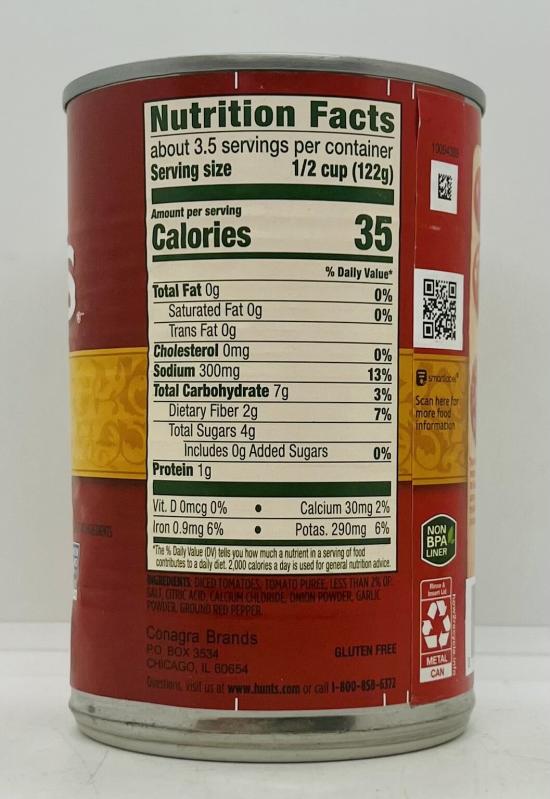 Nutrition Facts
about 3.5 servings per container
Serving size 1/2 cup (122g)
Amount per serving
Calories 35
% Daily Value*
Total Fat 0g 0%
Saturated Fat 0g 0%
Trans Fat 0g
Cholesterol 0mg 0%
Sodium 300mg 13%
Total Carbohydrate 7g 3%
Dietary Fiber 2g 7%
Total Sugars 4g
Includes 0g Added Sugars 0%
Protein 1g
Vit. D 0mcg 0% • Calcium 30mg 2%
Iron 0.9mg 6% • Potas. 290mg 6%
*The % Daily Value (DV) tells you how much a nutrient in a serving of food
contributes to a daily diet. 2,000 calories a day is used for general nutrition advice.
INGREDIENTS: DICED TOMATOES, TOMATO PUREE, LESS THAN 2% OF:
SALT, CITRIC ACID, CALCIUM CHLORIDE, ONION POWDER, GARLIC
POWDER, GROUND RED PEPPER.
Conagra Brands
P.O. BOX 3534
CHICAGO, IL 60654
GLUTEN FREE
Questions, visit us at www.hunts.com or call 1-800-858-6372
S
smartlabel
Scan here for
more food
information
NON
BPA
LINER
Rinse &
Insert Lid
METAL
CAN
how2recycle.info